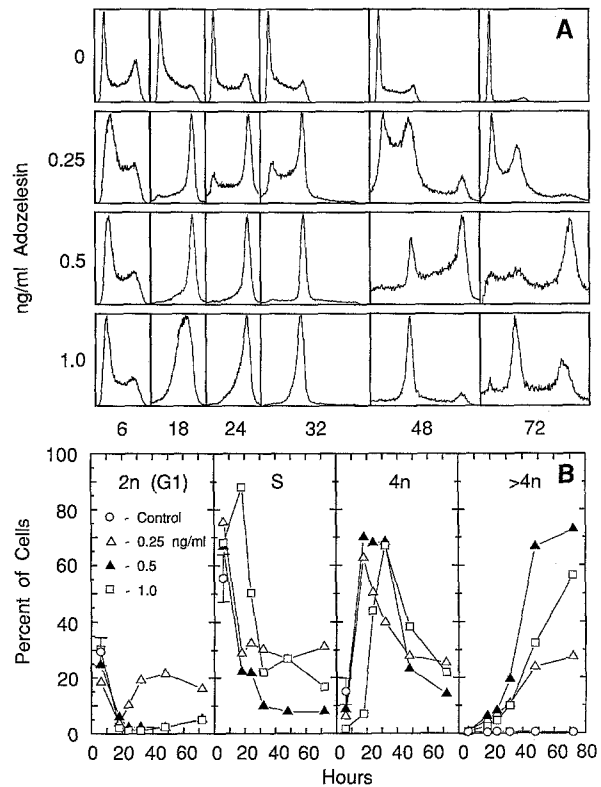 A
0
0.25
0.5
1.0
ng/ml Adozelesin
6 18 24 32 48 72
B
2n (G1) S 4n >4n
○ - Control
△ - 0.25 ng/ml
▲ - 0.5
□ - 1.0
Percent of Cells
100
80
60
40
20
0
0 20 40 60 0 20 40 60 0 20 40 60 0 20 40 60 80
Hours